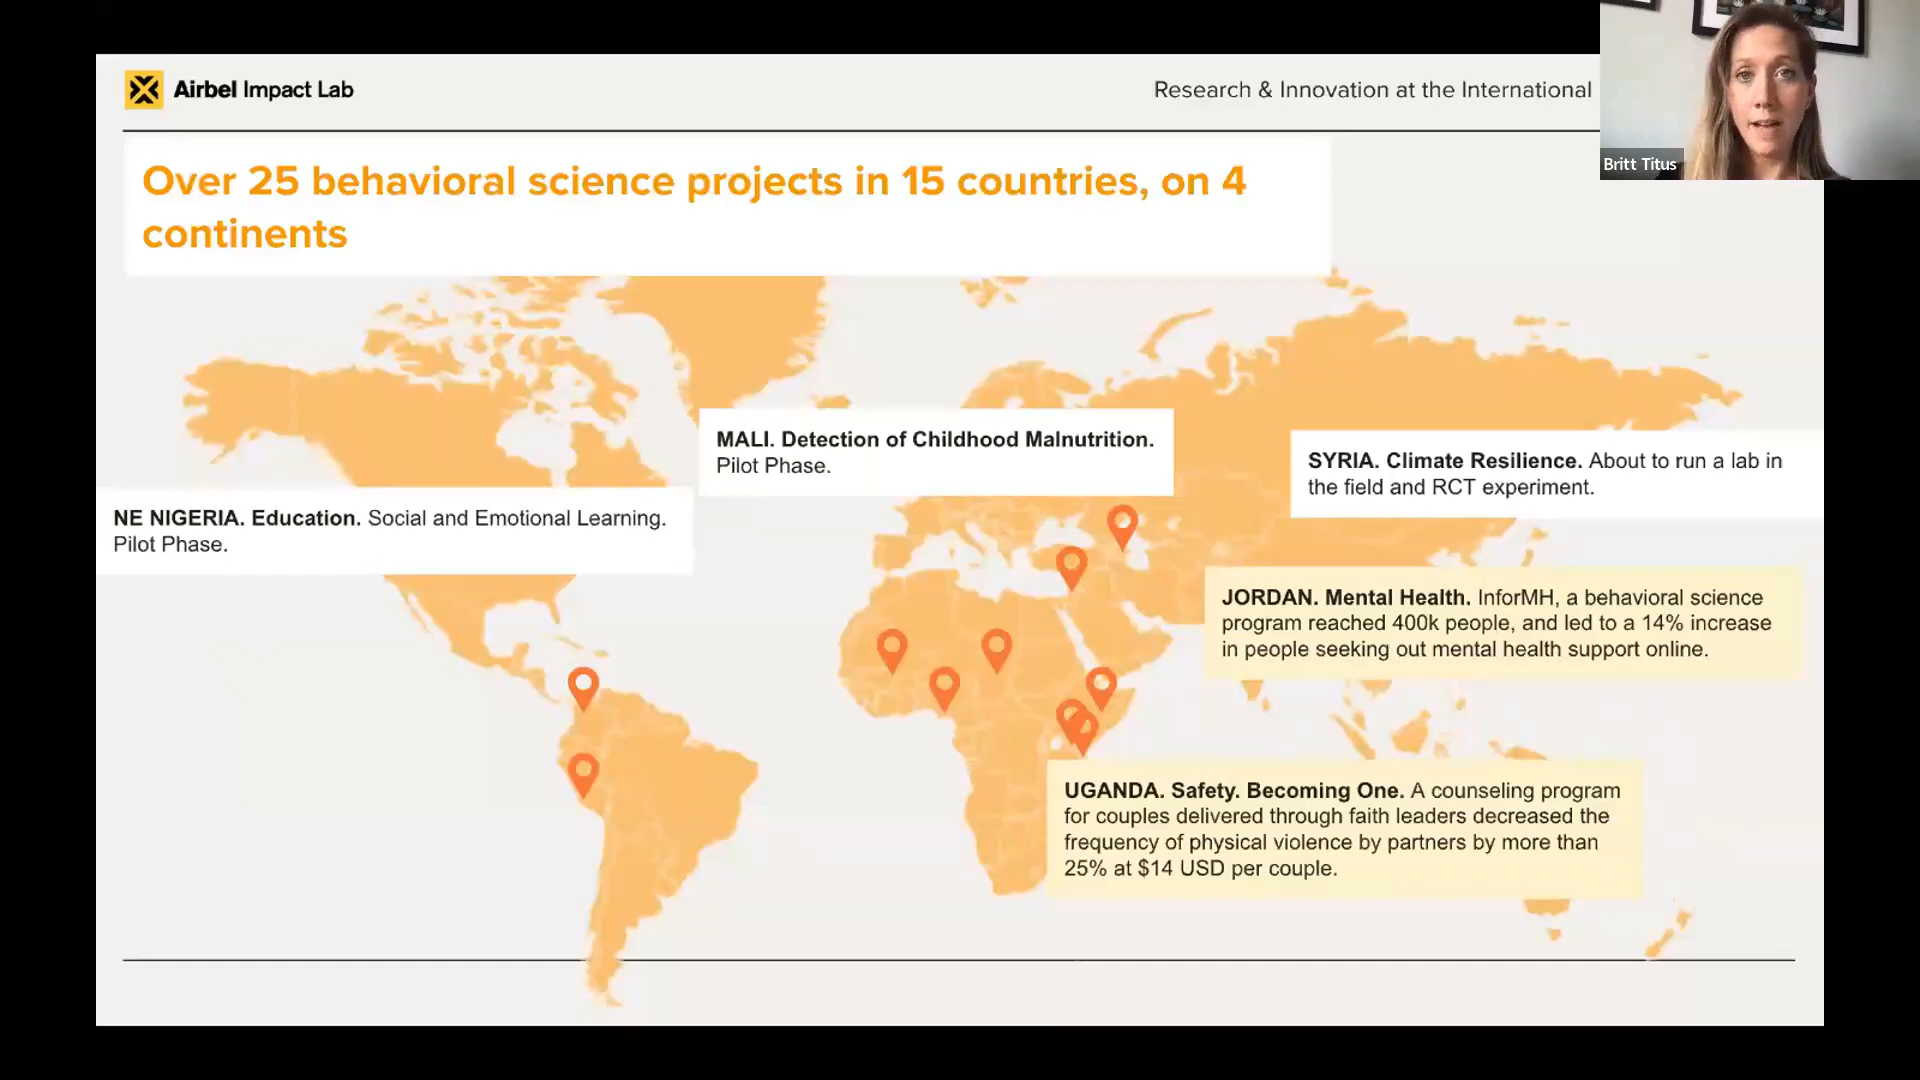 Airbel Impact Lab
Research & Innovation at the International
Britt Titus
Over 25 behavioral science projects in 15 countries, on 4
continents
MALI. Detection of Childhood Malnutrition.
Pilot Phase.
SYRIA. Climate Resilience. About to run a lab in
the field and RCT experiment.
NE NIGERIA. Education. Social and Emotional Learning.
Pilot Phase.
JORDAN. Mental Health. InforMH, a behavioral science
program reached 400k people, and led to a 14% increase
in people seeking out mental health support online.
UGANDA. Safety. Becoming One. A counseling program
for couples delivered through faith leaders decreased the
frequency of physical violence by partners by more than
25% at $14 USD per couple.